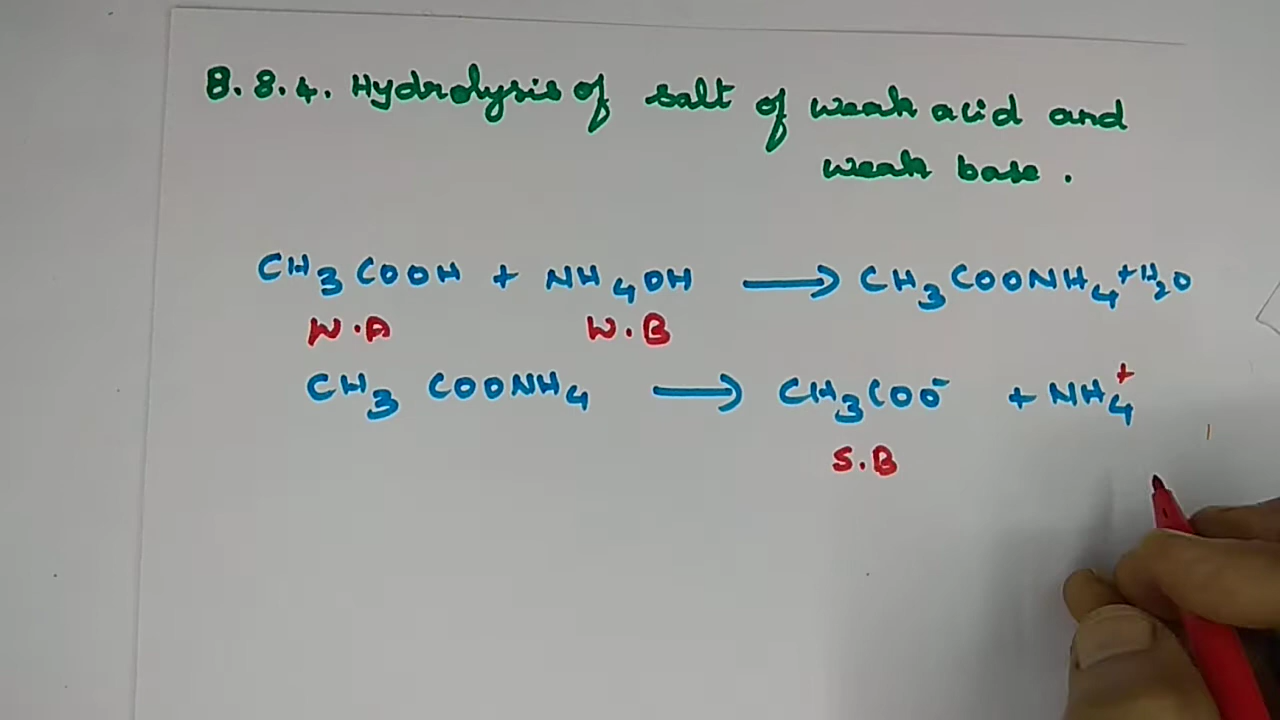 8.8.4. Hydrolysis of salt of weak acid and
weak base.
CH₃COOH + NH₄OH ⟶ CH₃COONH₄ + H₂O
W.A W.B
CH₃COONH₄ ⟶ CH₃COO⁻ + NH₄⁺
S.B